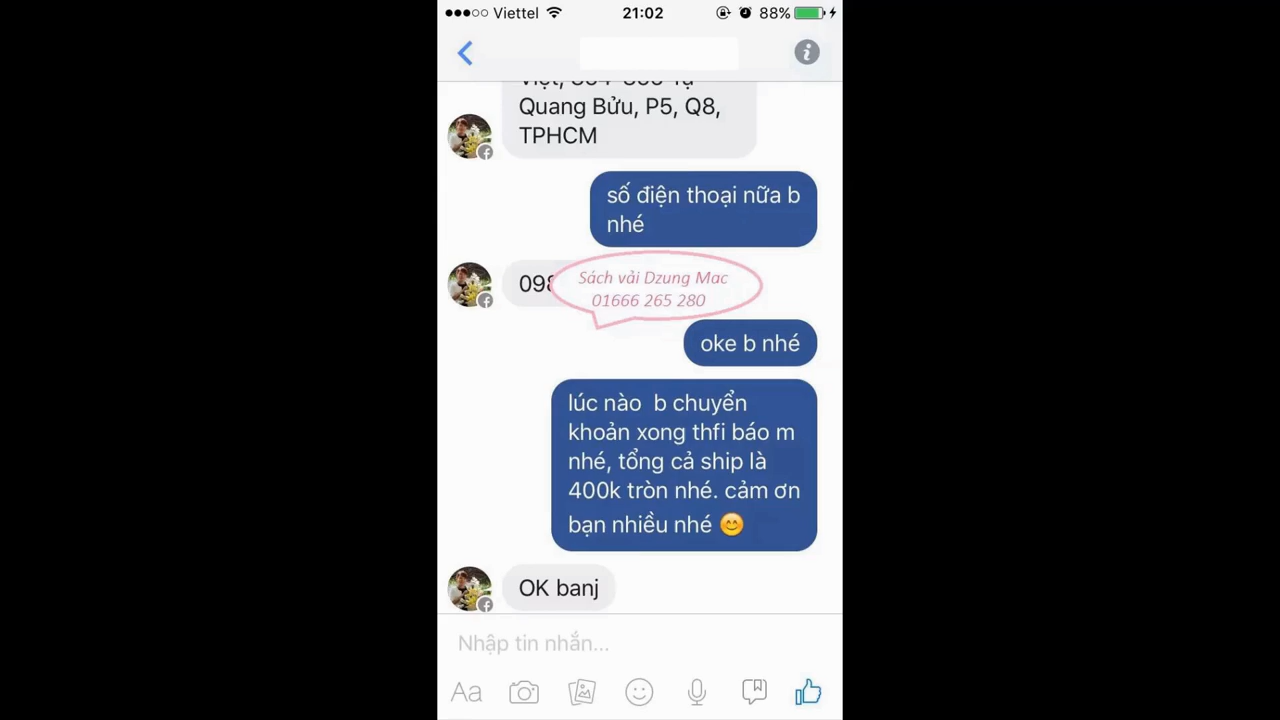 Viettel
21:02
88%
Quang Bửu, P5, Q8,
TPHCM
số điện thoại nữa b
nhé
098
Sách vải Dzung Mac
01666 265 280
oke b nhé
lúc nào b chuyển
khoản xong thfi báo m
nhé, tổng cả ship là
400k tròn nhé. cảm ơn
bạn nhiều nhé
OK banj
Nhập tin nhắn...
Aa